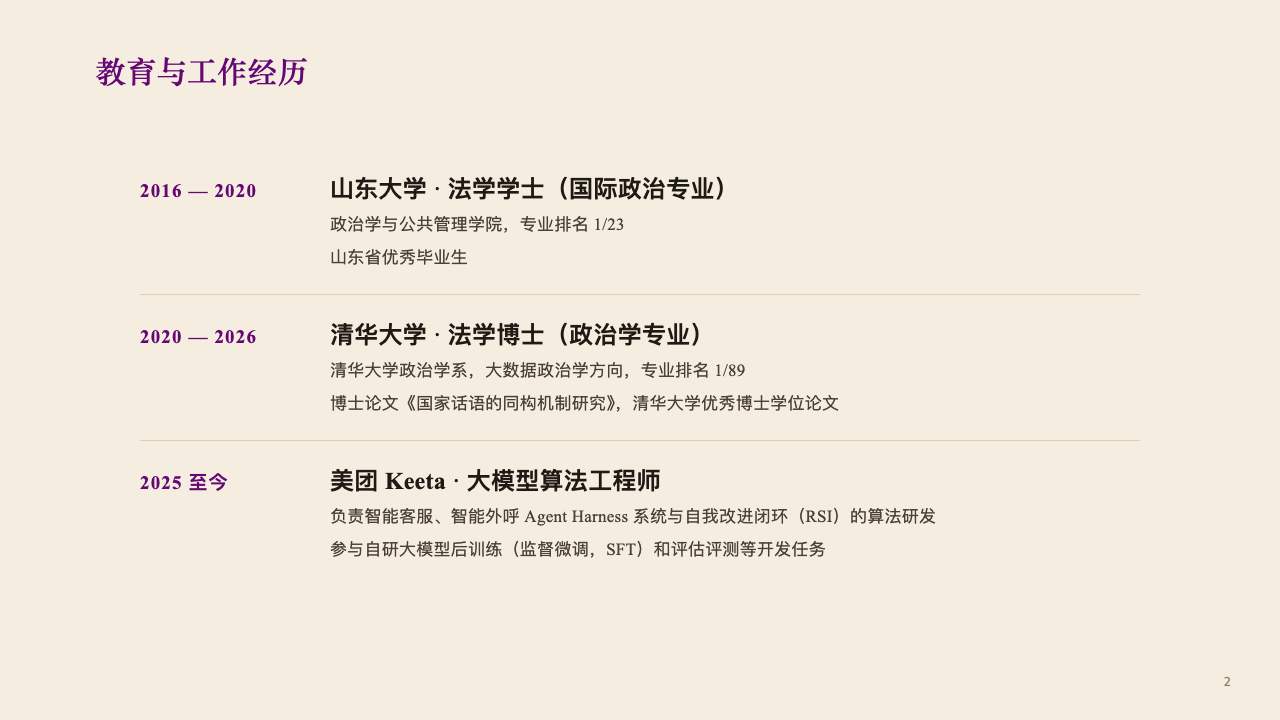 教育与工作经历
2016 — 2020
山东大学 · 法学学士（国际政治专业）
政治学与公共管理学院，专业排名 1/23
山东省优秀毕业生
2020 — 2026
清华大学 · 法学博士（政治学专业）
清华大学政治学系，大数据政治学方向，专业排名 1/89
博士论文《国家话语的同构机制研究》，清华大学优秀博士学位论文
2025 至今
美团 Keeta · 大模型算法工程师
负责智能客服、智能外呼 Agent Harness 系统与自我改进闭环（RSI）的算法研发
参与自研大模型后训练（监督微调，SFT）和评估评测等开发任务
2